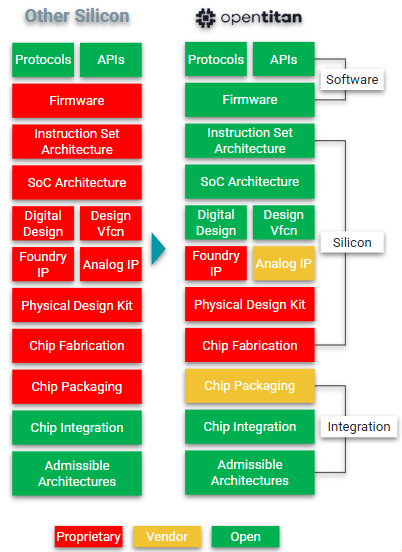 Other Silicon
opentitan
Protocols APIs
Firmware
Instruction Set
Architecture
SoC Architecture
Digital
Design
Design
Vfcn
Foundry
IP
Analog IP
Physical Design Kit
Chip Fabrication
Chip Packaging
Chip Integration
Admissible
Architectures
Protocols APIs
Firmware
Instruction Set
Architecture
SoC Architecture
Digital
Design
Design
Vfcn
Foundry
IP
Analog IP
Physical Design Kit
Chip Fabrication
Chip Packaging
Chip Integration
Admissible
Architectures
Software
Silicon
Integration
Proprietary Vendor Open